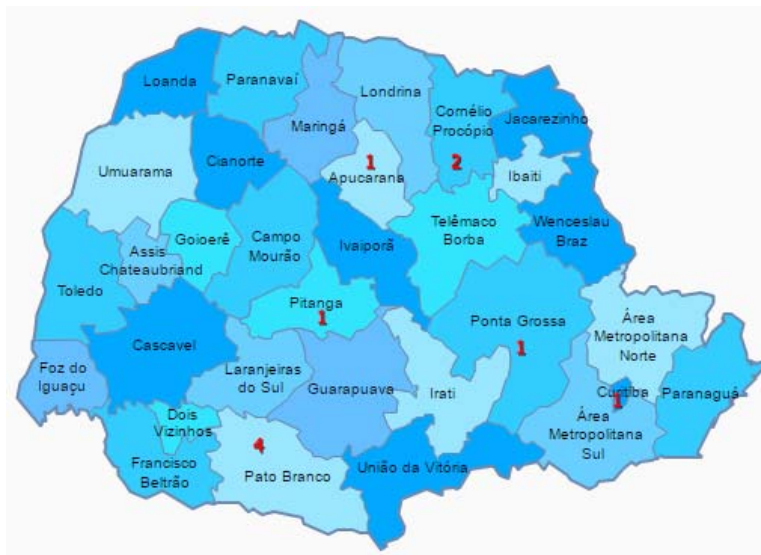 Loanda
Paranavaí
Londrina
Cornélio
Procópio
Jacarezinho
Maringá
Umuarama
Cianorte
1
Apucarana
2
Ibaiti
Goioerê
Campo
Mourão
Ivaiporã
Telêmaco
Borba
Wenceslau
Braz
Assis
Chateaubriand
Toledo
Pitanga
1
Ponta Grossa
1
Área
Metropolitana
Norte
Cascavel
Foz do
Iguaçu
Laranjeiras
do Sul
Guarapuava
Irati
Curitiba
1
Paranaguá
Área
Metropolitana
Sul
Dois
Vizinhos
Francisco
Beltrão
4
Pato Branco
União da Vitória